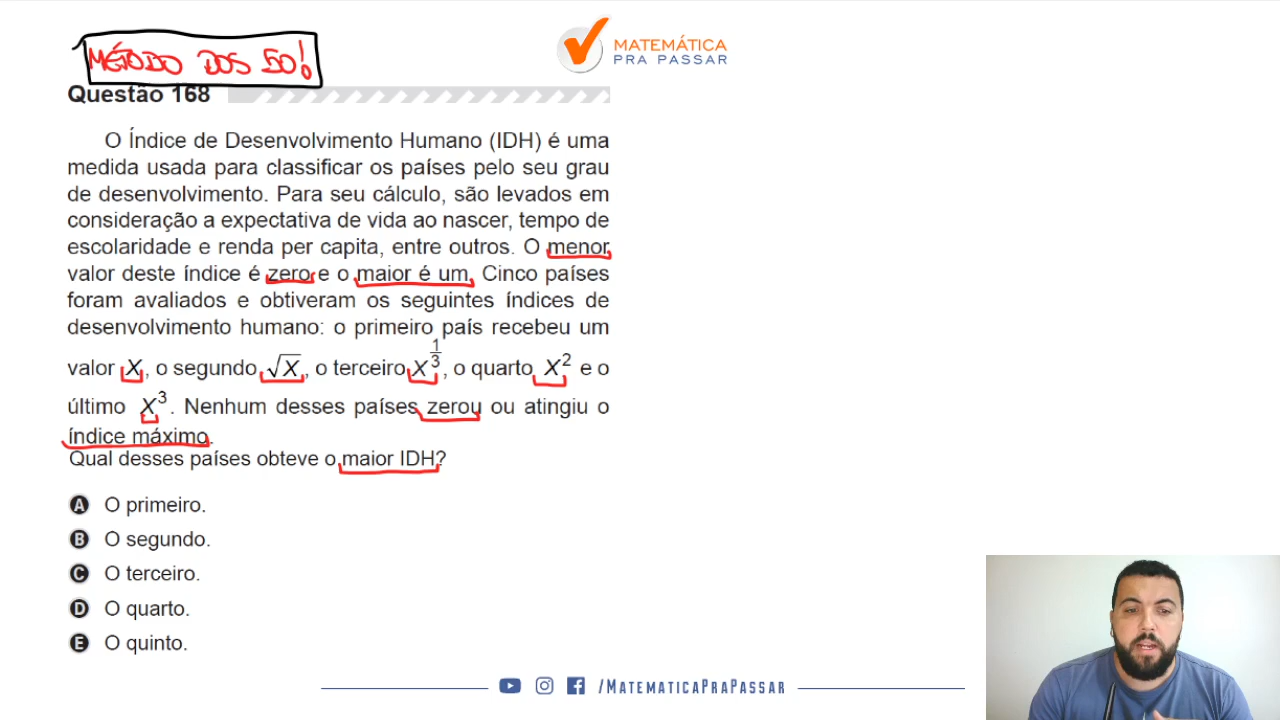 MÉTODO DOS 50!
MATEMÁTICA
PRA PASSAR
Questão 168
O Índice de Desenvolvimento Humano (IDH) é uma
medida usada para classificar os países pelo seu grau
de desenvolvimento. Para seu cálculo, são levados em
consideração a expectativa de vida ao nascer, tempo de
escolaridade e renda per capita, entre outros. O menor
valor deste índice é zero e o maior é um. Cinco países
foram avaliados e obtiveram os seguintes índices de
desenvolvimento humano: o primeiro país recebeu um
valor X, o segundo √X, o terceiro X^(1/3), o quarto X² e o
último X³. Nenhum desses países zerou ou atingiu o
índice máximo.
Qual desses países obteve o maior IDH?
A O primeiro.
B O segundo.
C O terceiro.
D O quarto.
E O quinto.
/MATEMATICAPRAPASSAR